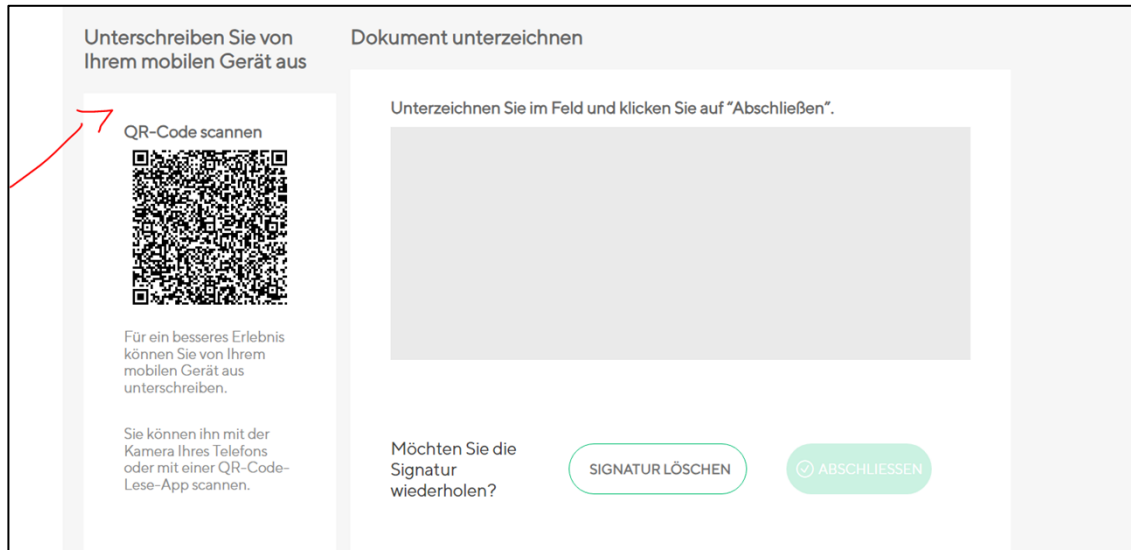 Unterschreiben Sie von
Ihrem mobilen Gerät aus
QR-Code scannen
Für ein besseres Erlebnis
können Sie von Ihrem
mobilen Gerät aus
unterschreiben.
Sie können ihn mit der
Kamera Ihres Telefons
oder mit einer QR-Code-
Lese-App scannen.
Dokument unterzeichnen
Unterzeichnen Sie im Feld und klicken Sie auf “Abschließen”.
Möchten Sie die
Signatur
wiederholen?
SIGNATUR LÖSCHEN
ABSCHLIESSEN